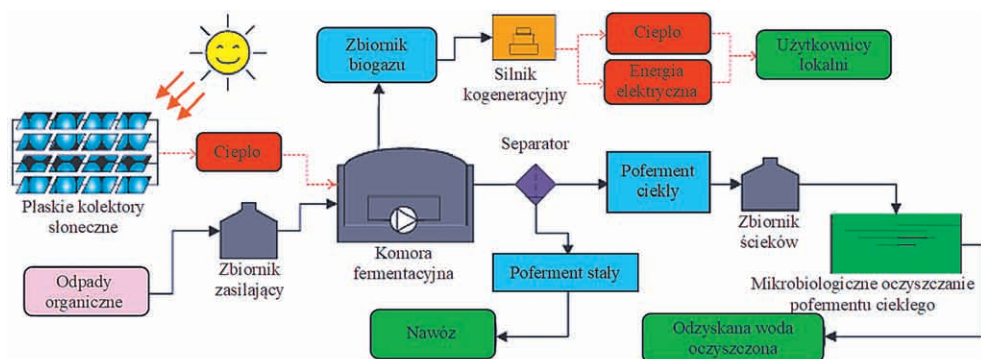 Zbiornik
biogazu
Silnik
kogeneracyjny
Ciepło
Energia
elektryczna
Użytkownicy
lokalni
Płaskie kolektory
słoneczne
Ciepło
Komora
fermentacyjna
Separator
Poferment
ciekły
Zbiornik
ścieków
Odpady
organiczne
Zbiornik
zasilający
Poferment stały
Mikrobiologiczne oczyszczanie
pofermentu ciekłego
Nawóz
Odzyskana woda
oczyszczona